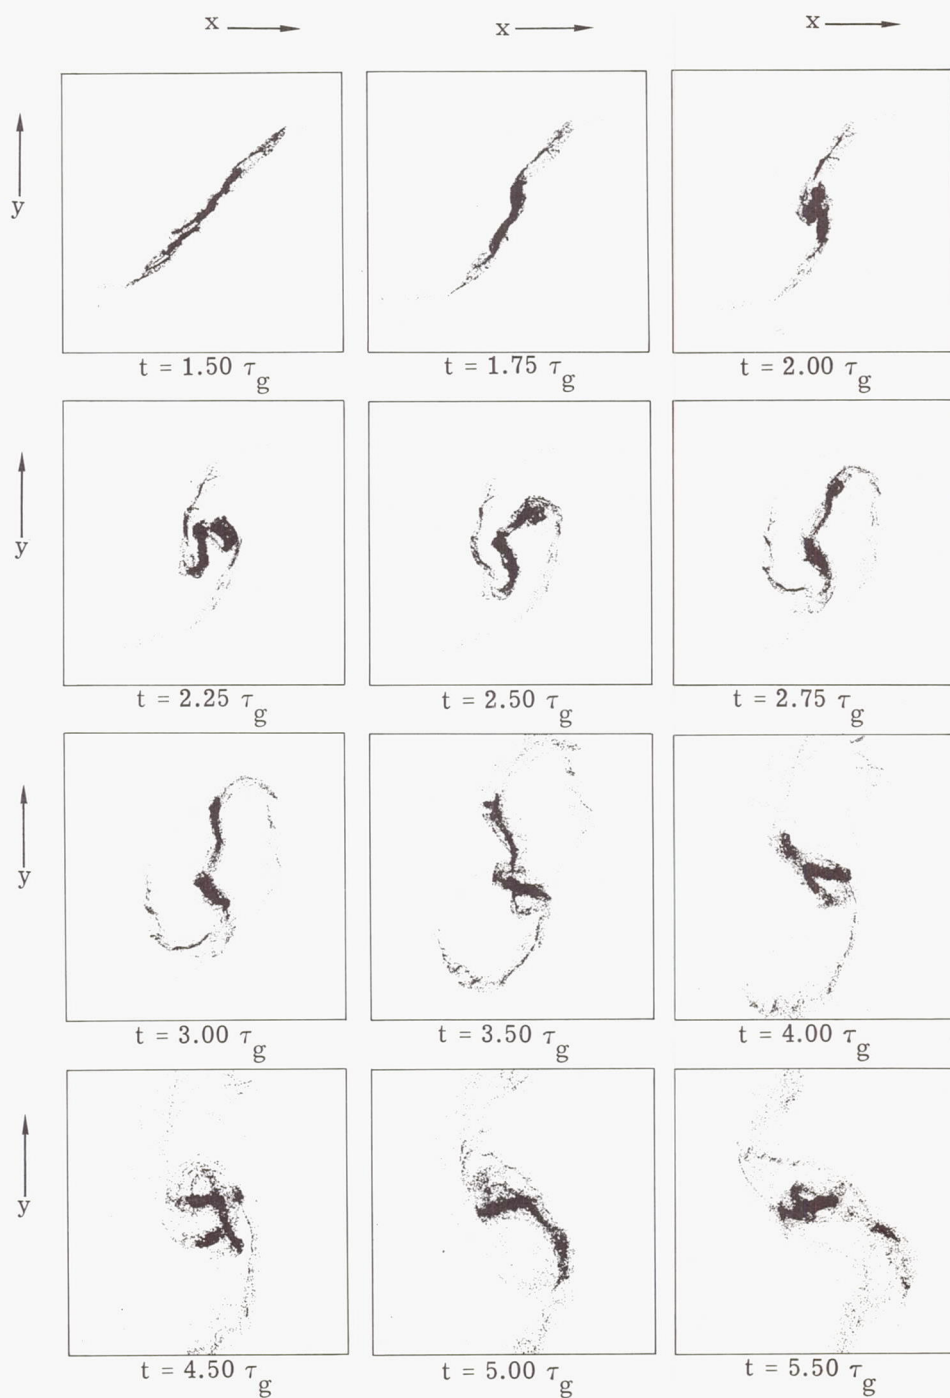 x x x
y
t = 1.50 τg t = 1.75 τg t = 2.00 τg
y
t = 2.25 τg t = 2.50 τg t = 2.75 τg
y
t = 3.00 τg t = 3.50 τg t = 4.00 τg
y
t = 4.50 τg t = 5.00 τg t = 5.50 τg